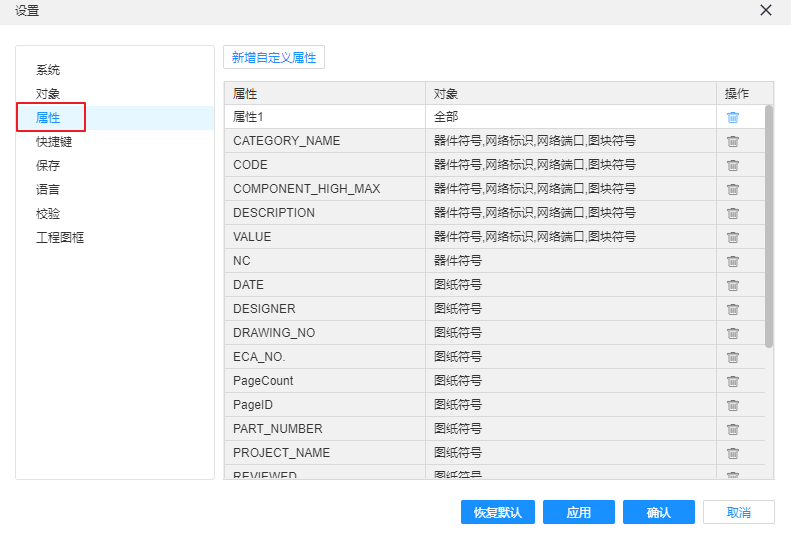 设置
系统
对象
属性
快捷键
保存
语言
校验
工程图框
新增自定义属性
属性 对象 操作
属性1 全部
CATEGORY_NAME 器件符号,网络标识,网络端口,图块符号
CODE 器件符号,网络标识,网络端口,图块符号
COMPONENT_HIGH_MAX 器件符号,网络标识,网络端口,图块符号
DESCRIPTION 器件符号,网络标识,网络端口,图块符号
VALUE 器件符号,网络标识,网络端口,图块符号
NC 器件符号
DATE 图纸符号
DESIGNER 图纸符号
DRAWING_NO 图纸符号
ECA_NO. 图纸符号
PageCount 图纸符号
PageID 图纸符号
PART_NUMBER 图纸符号
PROJECT_NAME 图纸符号
REVIEWED 图纸符号
恢复默认 应用 确认 取消